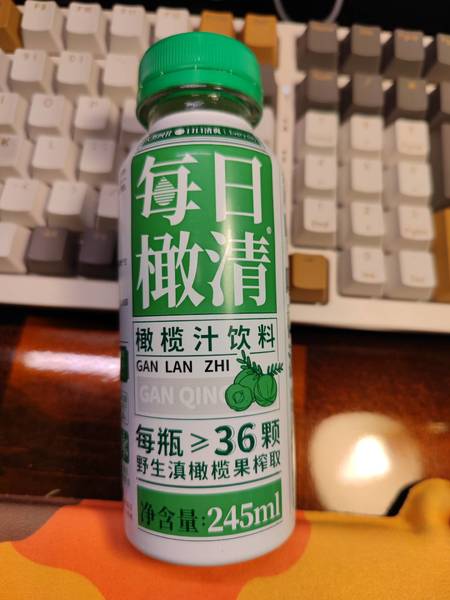 每日
橄清®
橄榄汁饮料
GAN LAN ZHI
GAN QING
每瓶≥36颗
野生滇橄榄果榨取
净含量:245ml